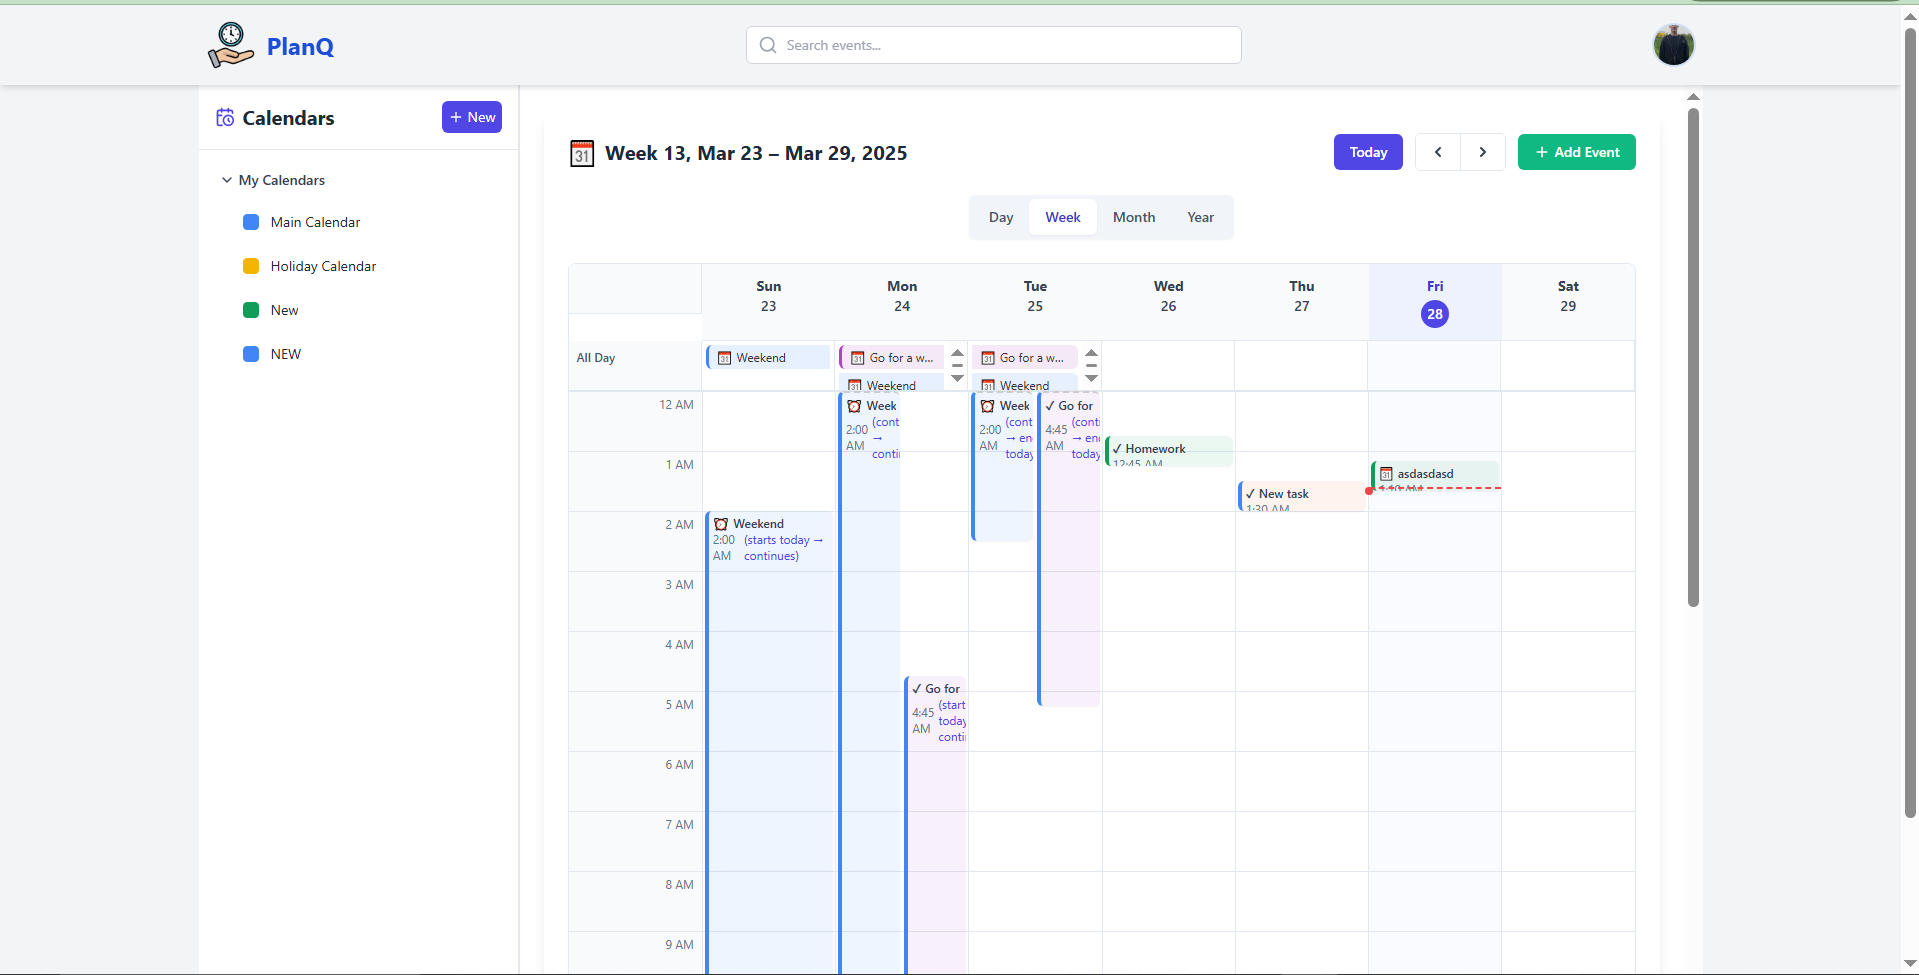 PlanQ
Search events...
Calendars
+ New
My Calendars
Main Calendar
Holiday Calendar
New
NEW
Week 13, Mar 23 – Mar 29, 2025
Today
+ Add Event
Day Week Month Year
Sun Mon Tue Wed Thu Fri Sat
23 24 25 26 27 28 29
All Day
Weekend
Go for a w...
Weekend
Go for a w...
Weekend
12 AM
1 AM
2 AM
3 AM
4 AM
5 AM
6 AM
7 AM
8 AM
9 AM
Weekend
2:00 AM
(starts today →
continues)
Week
2:00 AM
(cont
→
conti
✓ Go for
4:45 AM
(start
today
conti
Week
2:00 AM
(cont
→ en
today
✓ Go for
4:45 AM
(conti
→ en
today
✓ Homework
12:45 AM
✓ New task
1:30 AM
asdasdasd
1:10 AM